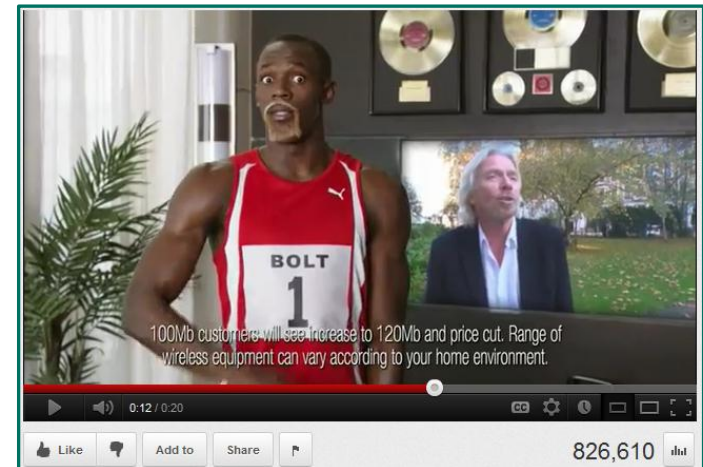 BOLT
1
100Mb customers will see increase to 120Mb and price cut. Range of
wireless equipment can vary according to your home environment.
0:12 / 0:20
CC
Like
Add to
Share
826,610